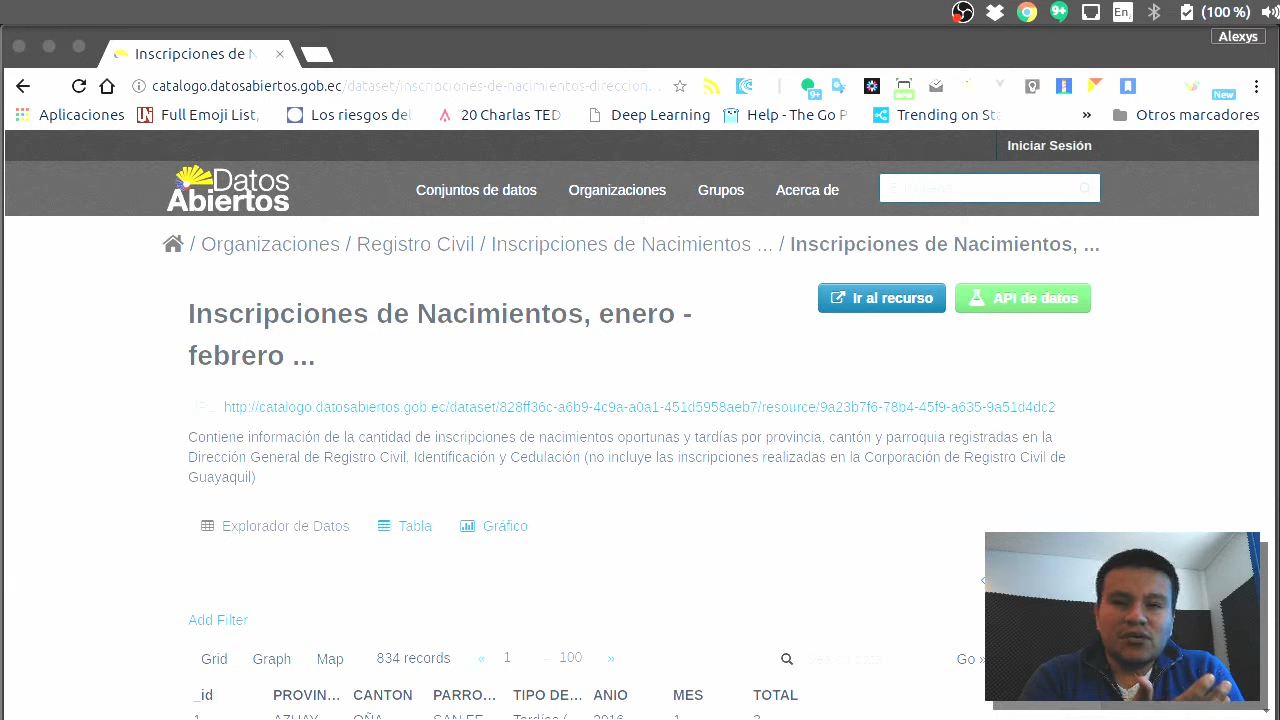 En
(100 %)
Alexys
Inscripciones de N
catalogo.datosabiertos.gob.ec/dataset/inscripciones-de-nacimientos-direccion...
9+
New
Aplicaciones
Full Emoji List,
Los riesgos del
20 Charlas TED
Deep Learning
Help - The Go P
Trending on Sta
»
Otros marcadores
Iniciar Sesión
Datos
Abiertos
Conjuntos de datos
Organizaciones
Grupos
Acerca de
/ Organizaciones / Registro Civil / Inscripciones de Nacimientos ... / Inscripciones de Nacimientos, ...
Ir al recurso
API de datos
Inscripciones de Nacimientos, enero -
febrero ...
http://catalogo.datosabiertos.gob.ec/dataset/828ff36c-a6b9-4c9a-a0a1-451d5958aeb7/resource/9a23b7f6-78b4-45f9-a635-9a51d4dc2
Contiene información de la cantidad de inscripciones de nacimientos oportunas y tardías por provincia, cantón y parroquia registradas en la
Dirección General de Registro Civil, Identificación y Cedulación (no incluye las inscripciones realizadas en la Corporación de Registro Civil de
Guayaquil)
Explorador de Datos
Tabla
Gráfico
Add Filter
Grid
Graph
Map
834 records
«
1
-
100
»
Go »
_id
PROVIN...
CANTON
PARRO...
TIPO DE...
ANIO
MES
TOTAL